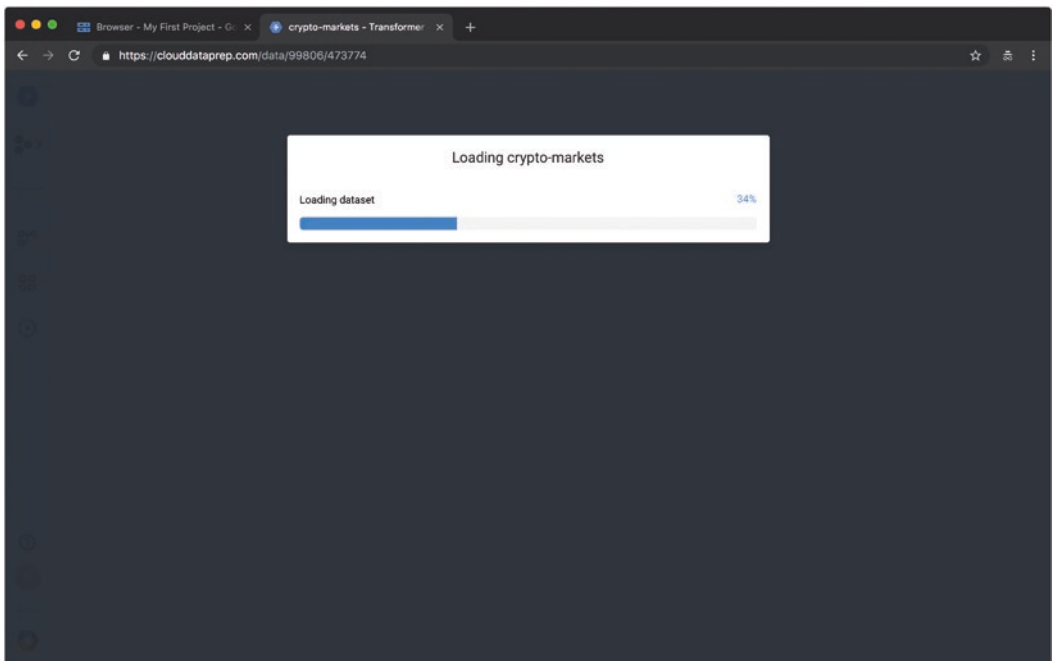 Browser - My First Project - Go
crypto-markets - Transformer
https://clouddataprep.com/data/99806/473774
Loading crypto-markets
Loading dataset
34%